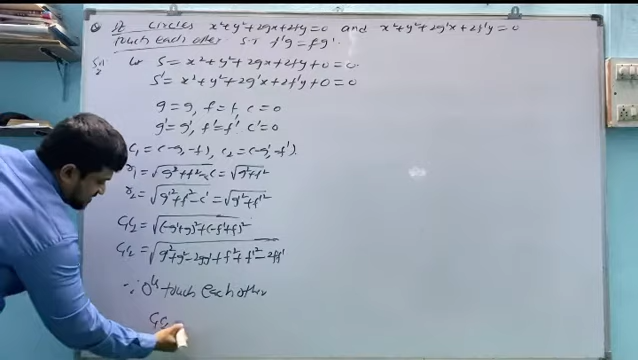 If circles x²+y²+2gx+2fy=0 and x²+y²+2g'x+2f'y=0
touch each other S.T f'g=fg'.
Sol Let S = x²+y²+2gx+2fy+0=0.
S' = x²+y²+2g'x+2f'y+0=0
g=g, f=f, c=0
g'=g', f'=f' c'=0
C₁=(-g,-f), C₂=(-g',-f').
r₁=√g²+f²-c=√g²+f²
r₂=√g'²+f'²-c'=√g'²+f'²
C₁C₂=√(-g'+g)²+(-f'+f)²
C₁C₂=√g²+g'²-2gg'+f²+f'²-2ff'
∵ touch each other
C₁C₂